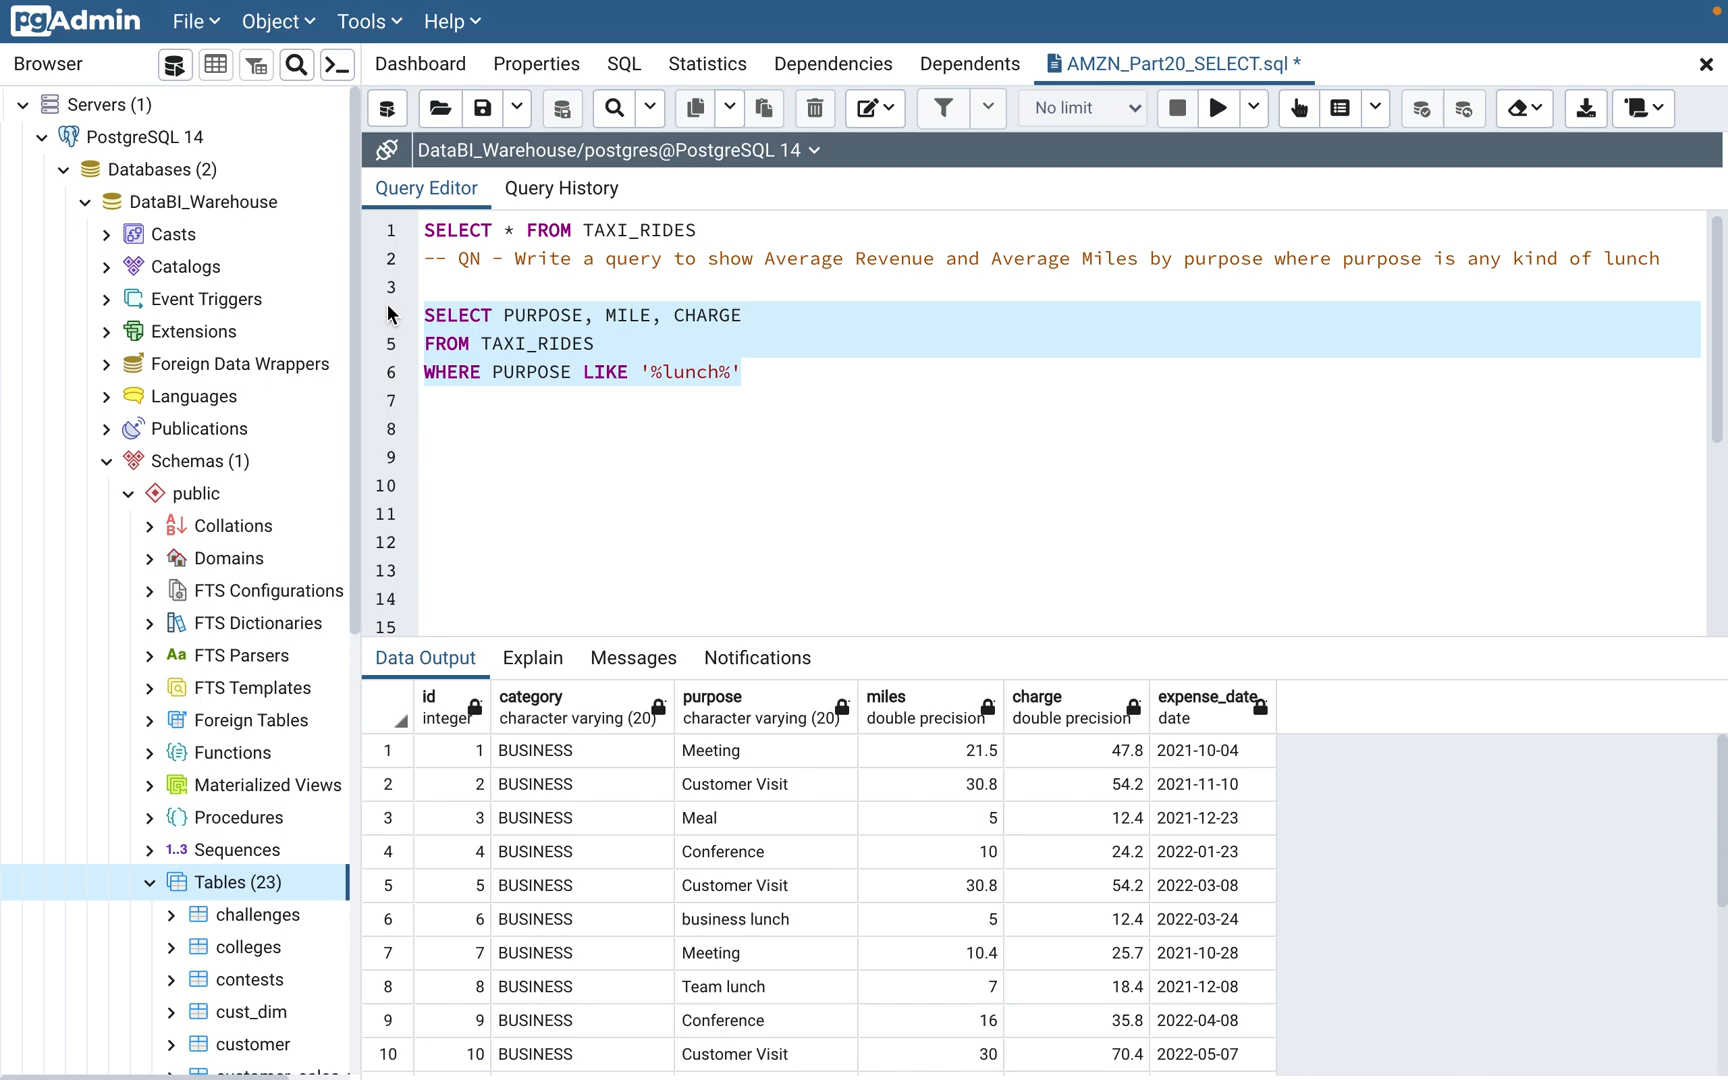 pgAdmin File Object Tools Help
Browser
Dashboard Properties SQL Statistics Dependencies Dependents AMZN_Part20_SELECT.sql *
No limit
DataBI_Warehouse/postgres@PostgreSQL 14
Query Editor Query History
Servers (1)
PostgreSQL 14
Databases (2)
DataBI_Warehouse
Casts
Catalogs
Event Triggers
Extensions
Foreign Data Wrappers
Languages
Publications
Schemas (1)
public
Collations
Domains
FTS Configurations
FTS Dictionaries
Aa FTS Parsers
FTS Templates
Foreign Tables
Functions
Materialized Views
Procedures
1..3 Sequences
Tables (23)
challenges
colleges
contests
cust_dim
customer
1 SELECT * FROM TAXI_RIDES
2 -- QN - Write a query to show Average Revenue and Average Miles by purpose where purpose is any kind of lunch
3
SELECT PURPOSE, MILE, CHARGE
5 FROM TAXI_RIDES
6 WHERE PURPOSE LIKE '%lunch%'
7
8
9
10
11
12
13
14
15
Data Output Explain Messages Notifications
id category purpose miles charge expense_date
integer character varying (20) character varying (20) double precision double precision date
1 1 BUSINESS Meeting 21.5 47.8 2021-10-04
2 2 BUSINESS Customer Visit 30.8 54.2 2021-11-10
3 3 BUSINESS Meal 5 12.4 2021-12-23
4 4 BUSINESS Conference 10 24.2 2022-01-23
5 5 BUSINESS Customer Visit 30.8 54.2 2022-03-08
6 6 BUSINESS business lunch 5 12.4 2022-03-24
7 7 BUSINESS Meeting 10.4 25.7 2021-10-28
8 8 BUSINESS Team lunch 7 18.4 2021-12-08
9 9 BUSINESS Conference 16 35.8 2022-04-08
10 10 BUSINESS Customer Visit 30 70.4 2022-05-07